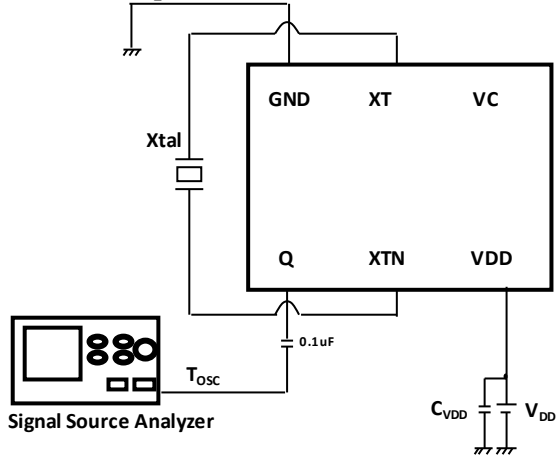 GND XT VC
Xtal
Q XTN VDD
0.1uF
TOSC
Signal Source Analyzer
CVDD VDD